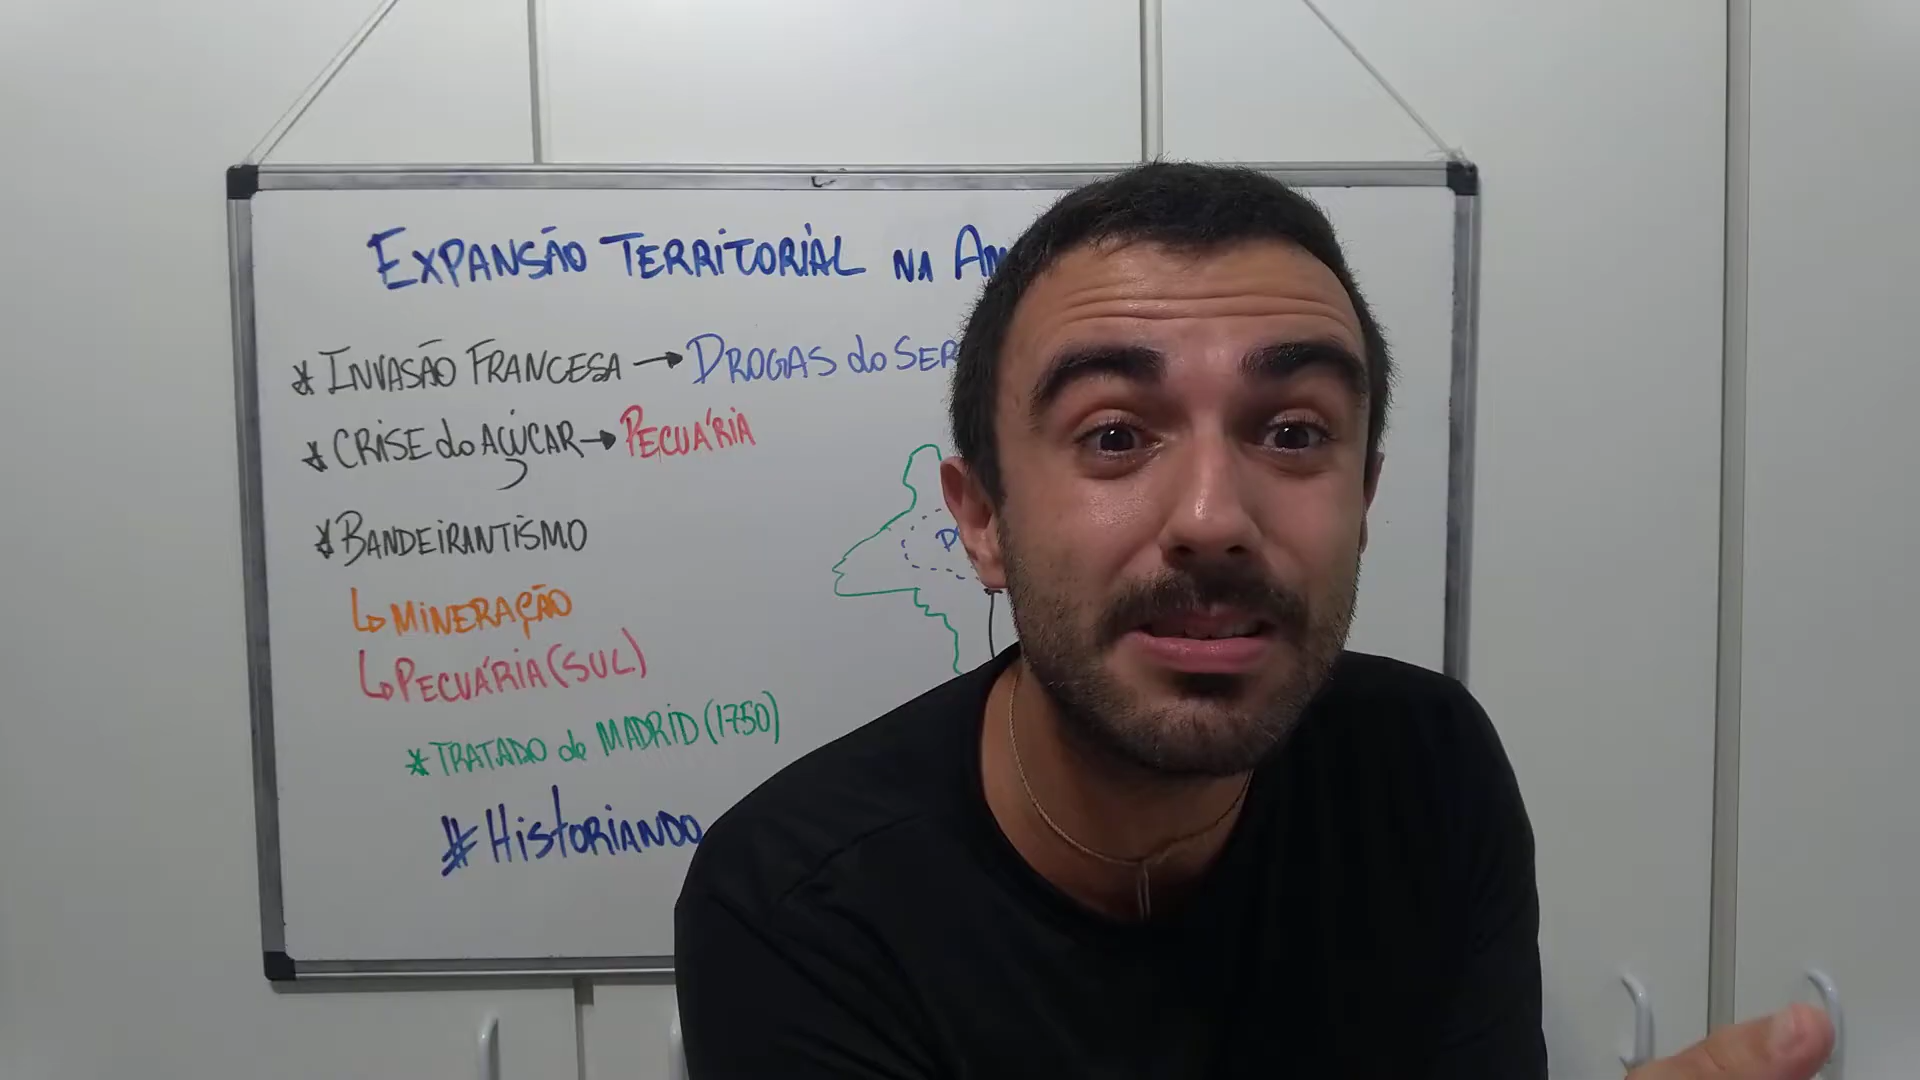 EXPANSÃO TERRITORIAL NA AM
* INVASÃO FRANCESA → DROGAS do SER
* CRISE do AÇÚCAR → PECUÁRIA
* BANDEIRANTISMO
↳ MINERAÇÃO
↳ PECUÁRIA (SUL)
* TRATADO de MADRID (1750)
# HISTORIANDO